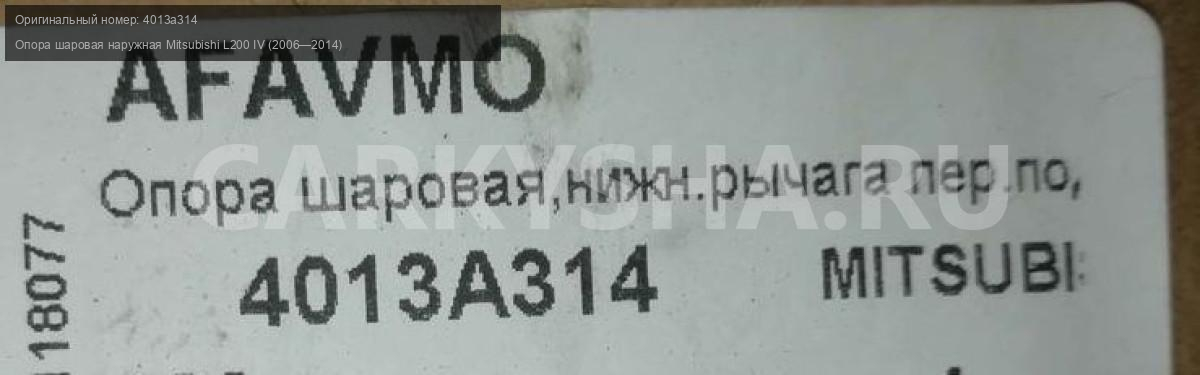 Оригинальный номер: 4013a314
Опора шаровая наружная Mitsubishi L200 IV (2006—2014)
AFAVMO
CARKYSHA.RU
Опора шаровая,нижн.рычага пер.по,
4013A314 MITSUBI
18077